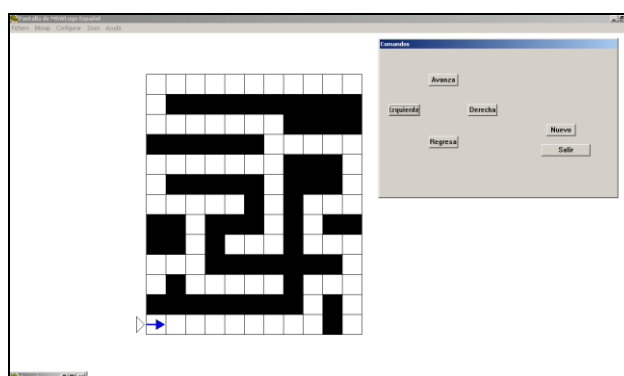 Pantalla de MSWLogo Español
Fichero Bitmap Configurar Zoom Ayuda
Comandos
Avanza
Izquierda
Derecha
Nuevo
Regresa
Salir